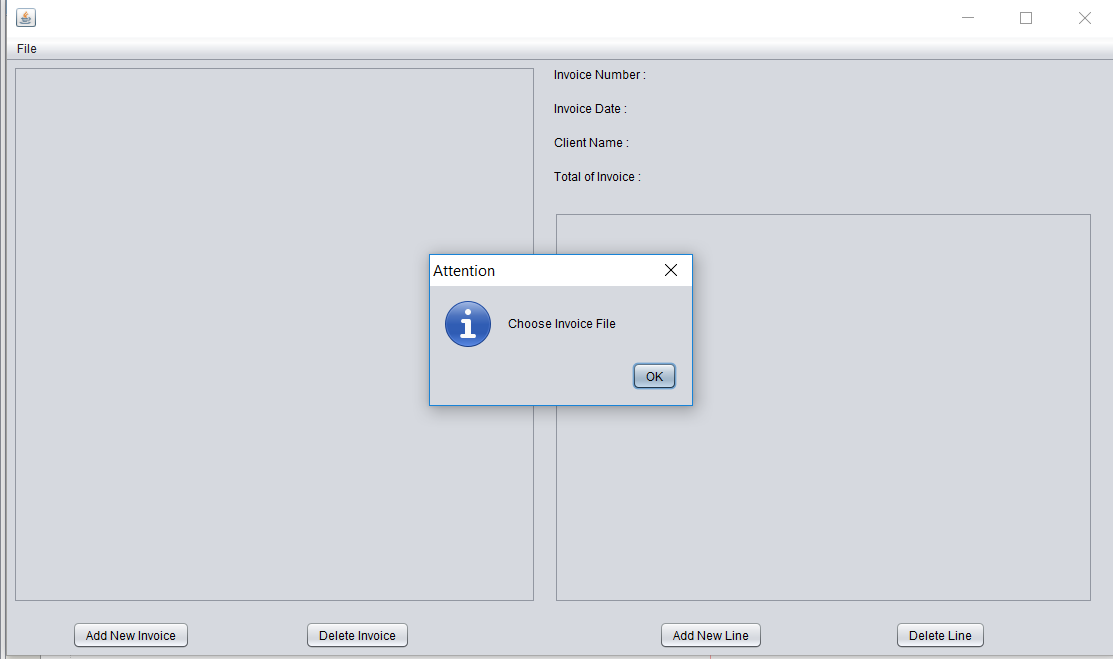 File
Invoice Number :
Invoice Date :
Client Name :
Total of Invoice :
Attention
Choose Invoice File
OK
Add New Invoice
Delete Invoice
Add New Line
Delete Line